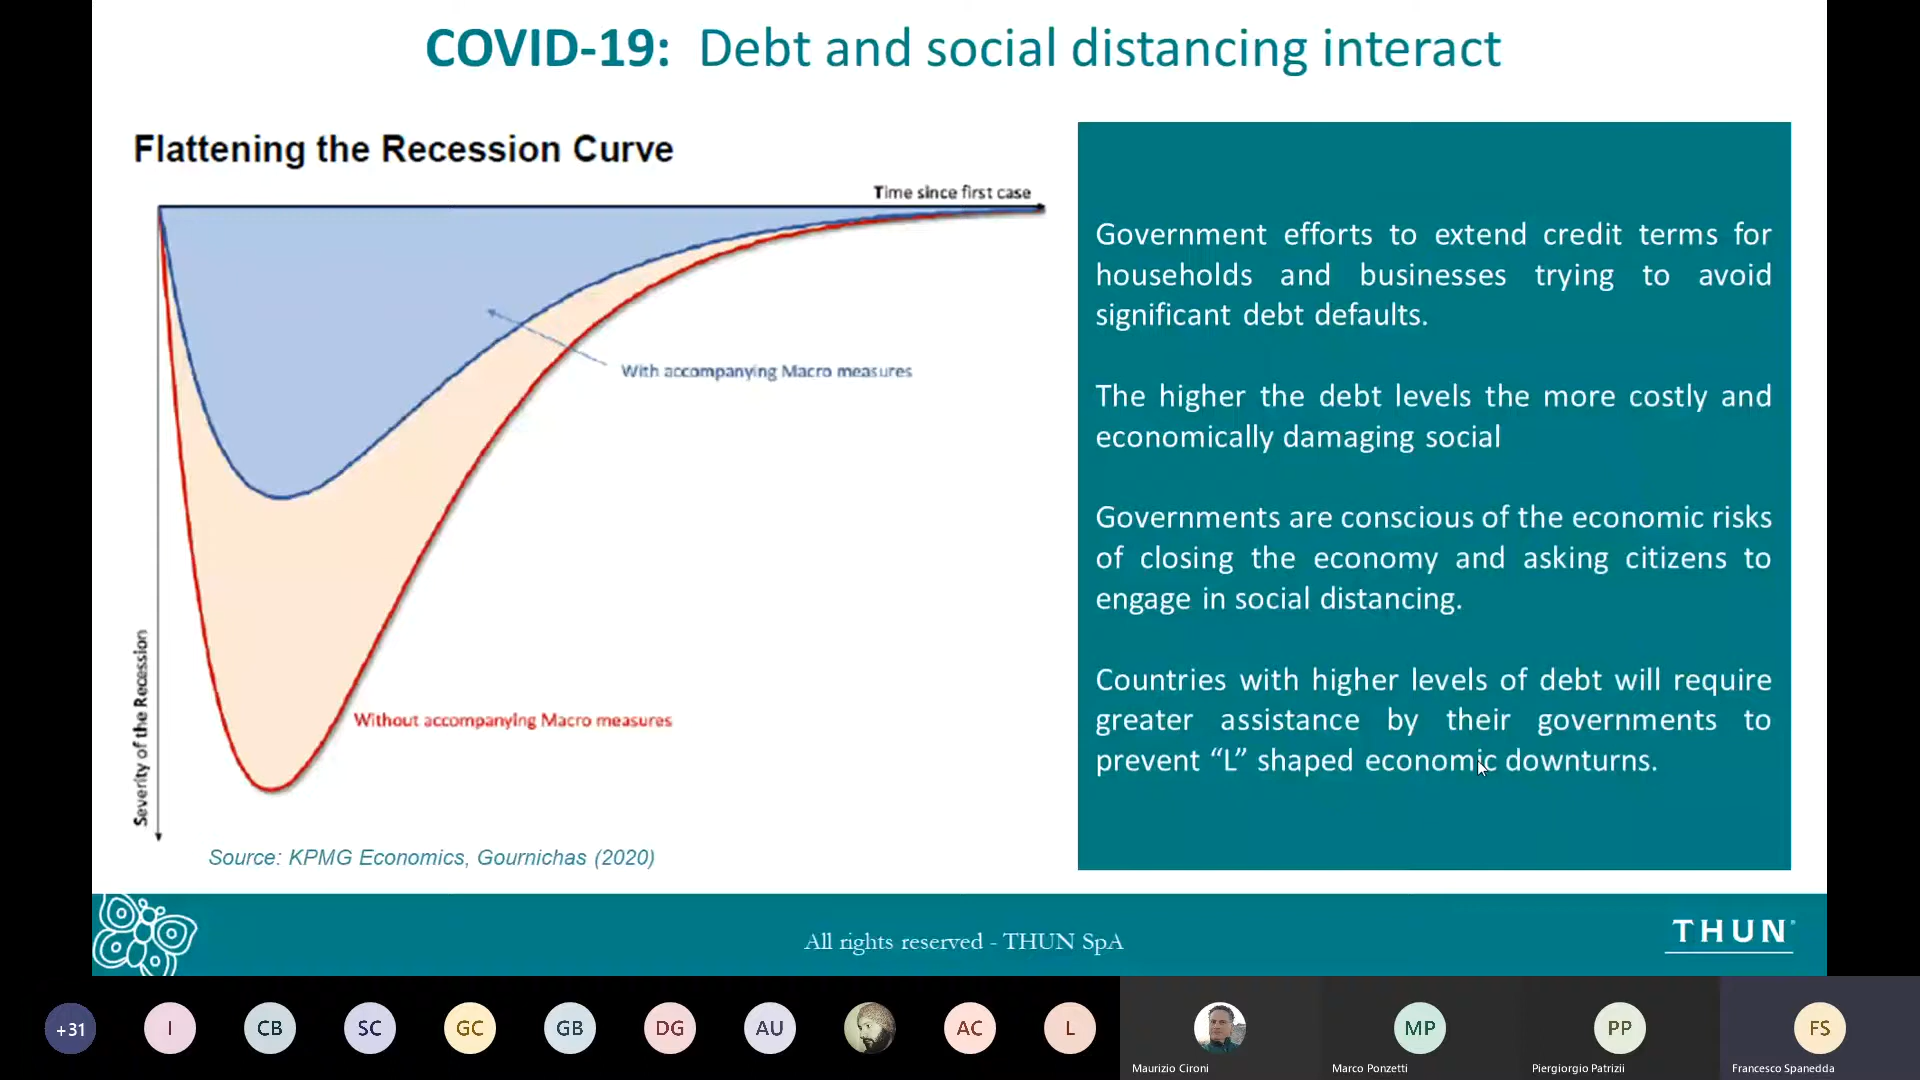 COVID-19: Debt and social distancing interact
Flattening the Recession Curve
Time since first case
With accompanying Macro measures
Without accompanying Macro measures
Severity of the Recession
Source: KPMG Economics, Gournichas (2020)
Government efforts to extend credit terms for
households and businesses trying to avoid
significant debt defaults.
The higher the debt levels the more costly and
economically damaging social
Governments are conscious of the economic risks
of closing the economy and asking citizens to
engage in social distancing.
Countries with higher levels of debt will require
greater assistance by their governments to
prevent “L” shaped economic downturns.
All rights reserved - THUN SpA
THUN
+31
I
CB
SC
GC
GB
DG
AU
AC
L
MP
PP
FS
Maurizio Cironi
Marco Ponzetti
Piergiorgio Patrizii
Francesco Spanedda